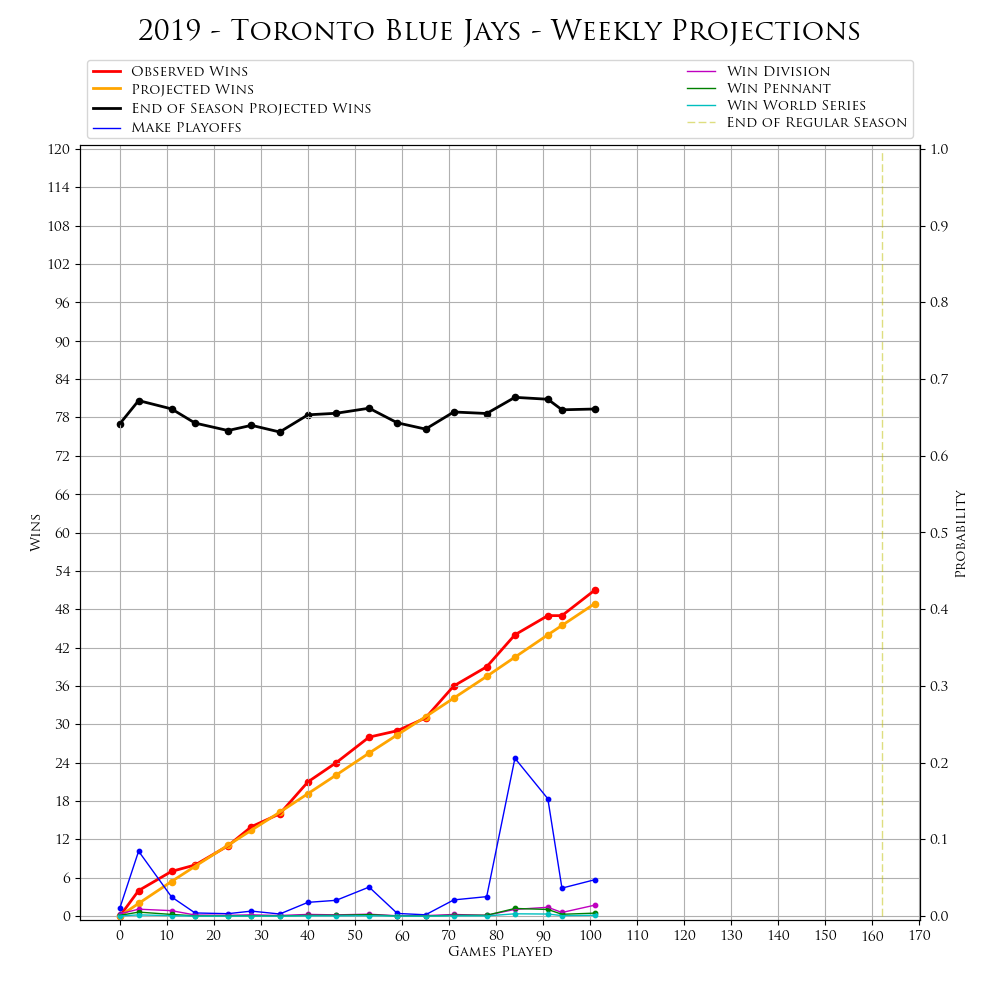 2019 - Toronto Blue Jays - Weekly Projections
Observed Wins
Projected Wins
End of Season Projected Wins
Make Playoffs
Win Division
Win Pennant
Win World Series
End of Regular Season
120
114
108
102
96
90
84
78
72
66
60
54
48
42
36
30
24
18
12
6
0
Wins
1.0
0.9
0.8
0.7
0.6
0.5
0.4
0.3
0.2
0.1
0.0
Probability
0 10 20 30 40 50 60 70 80 90 100 110 120 130 140 150 160 170
Games Played